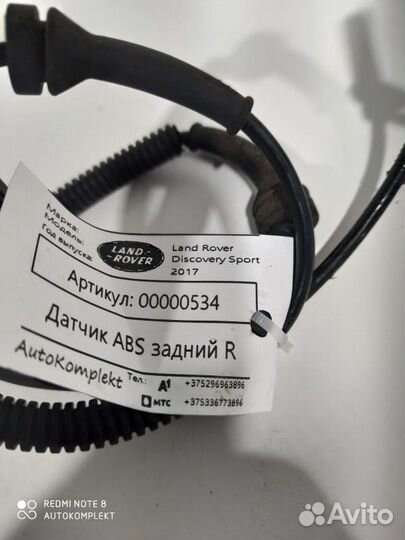 Марка:
Модель:
Год выпуска:
LAND
ROVER
Land Rover
Discovery Sport
2017
Артикул: 00000534
Датчик ABS задний R
AutoKomplekt
Тел.:
A1 +375296963896
МТС +375336773896
REDMI NOTE 8
AUTOKOMPLEKT
Avito